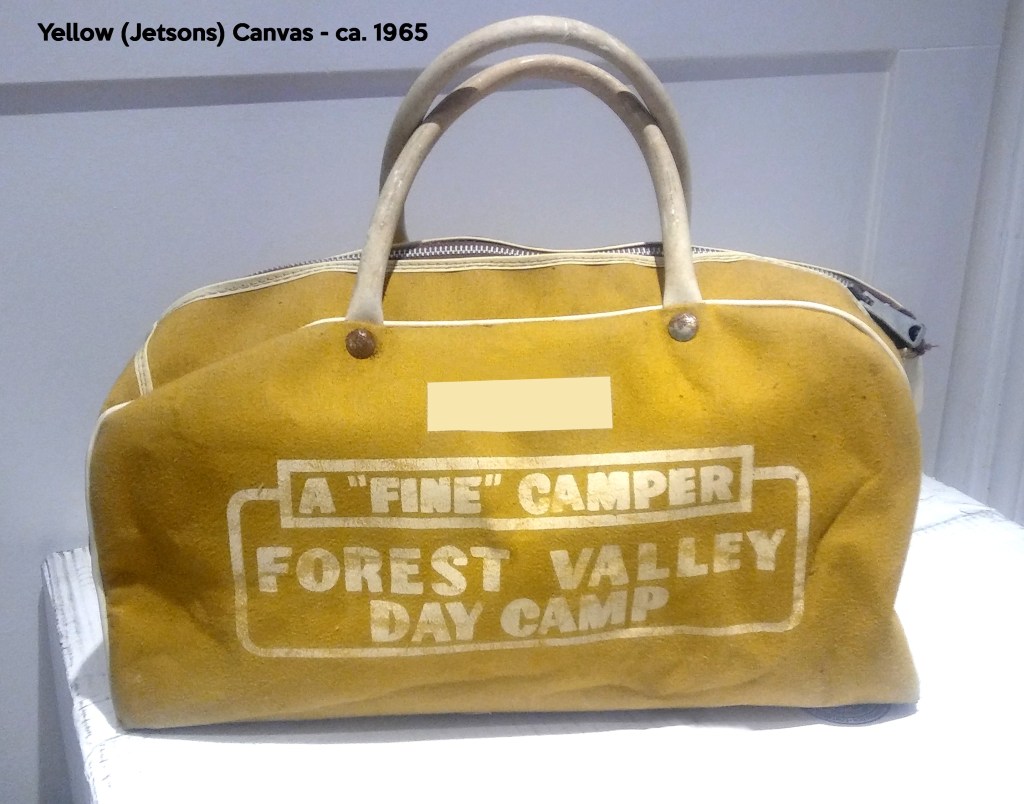 Yellow (Jetsons) Canvas - ca. 1965
A "FINE" CAMPER
FOREST VALLEY
DAY CAMP